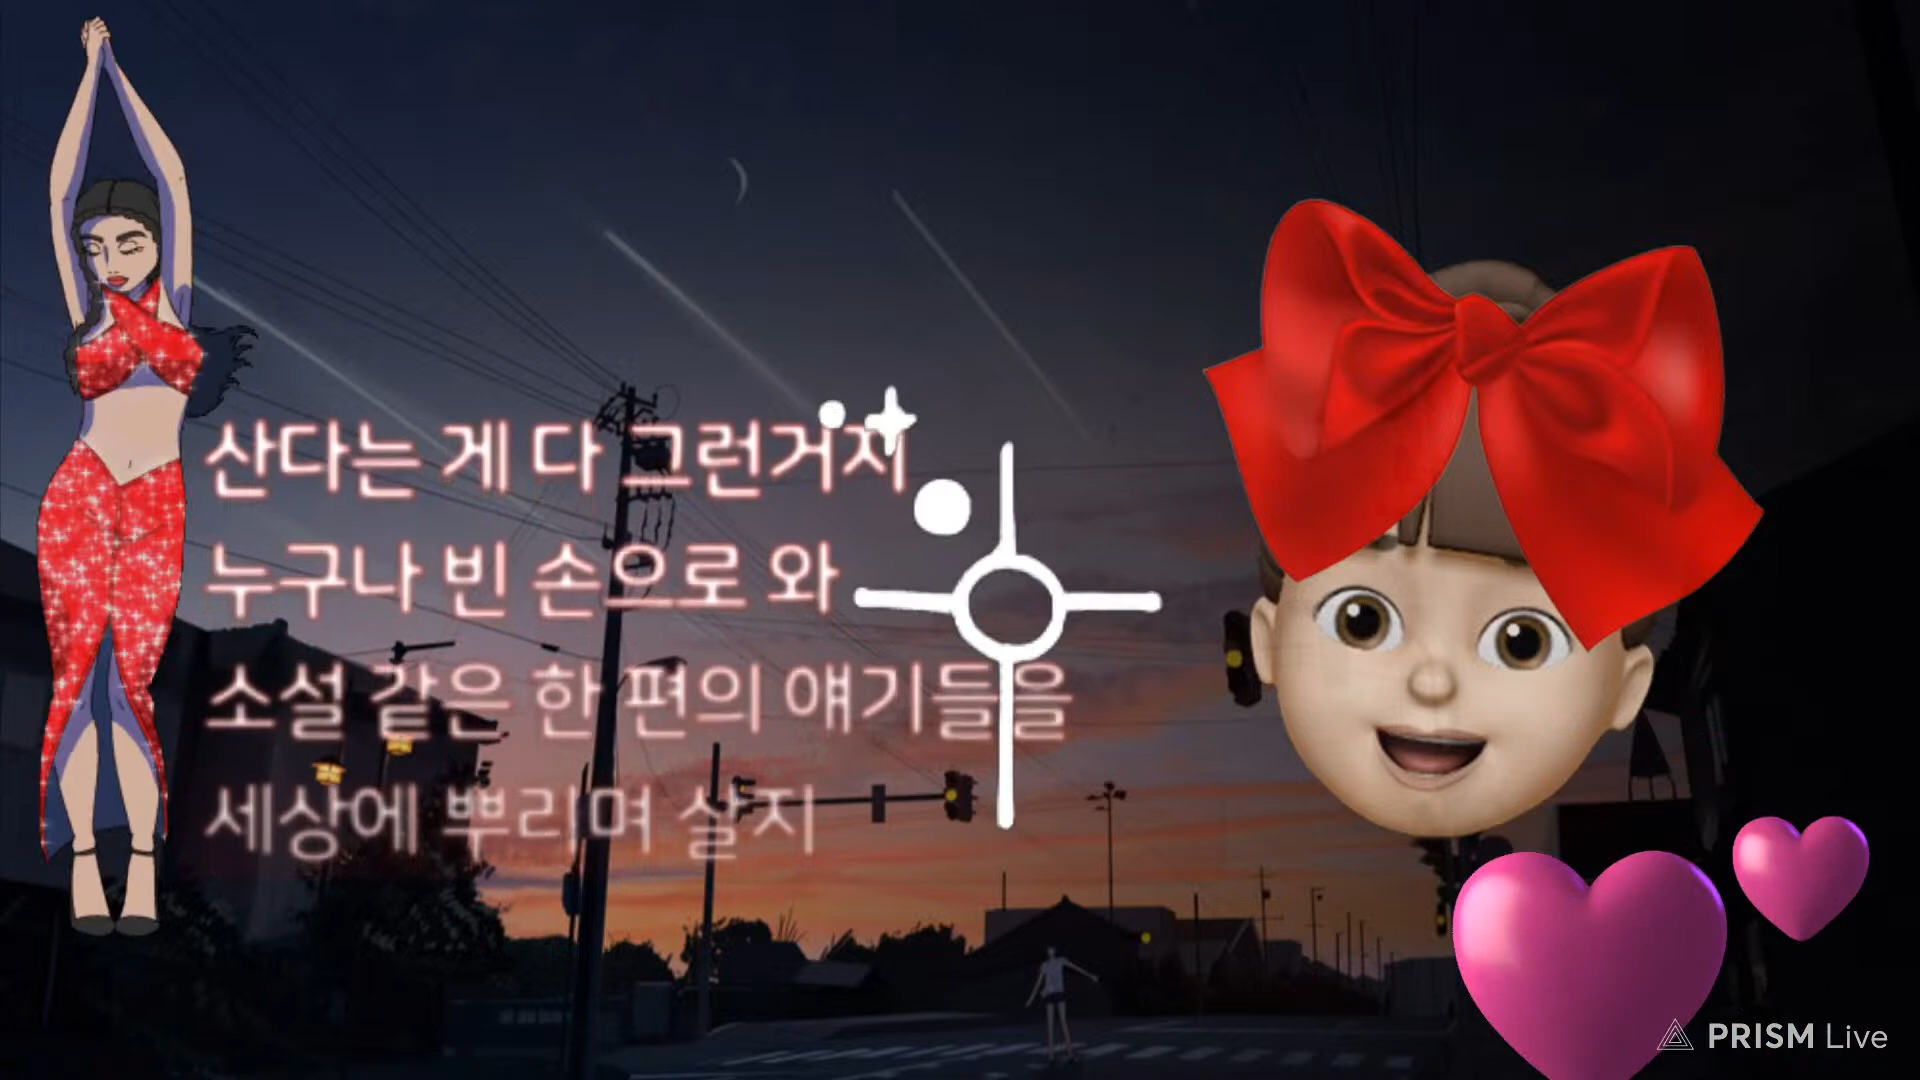 산다는 게 다 그런거지
누구나 빈 손으로 와
소설 같은 한 편의 얘기들을
세상에 뿌리며 살지
PRISM Live